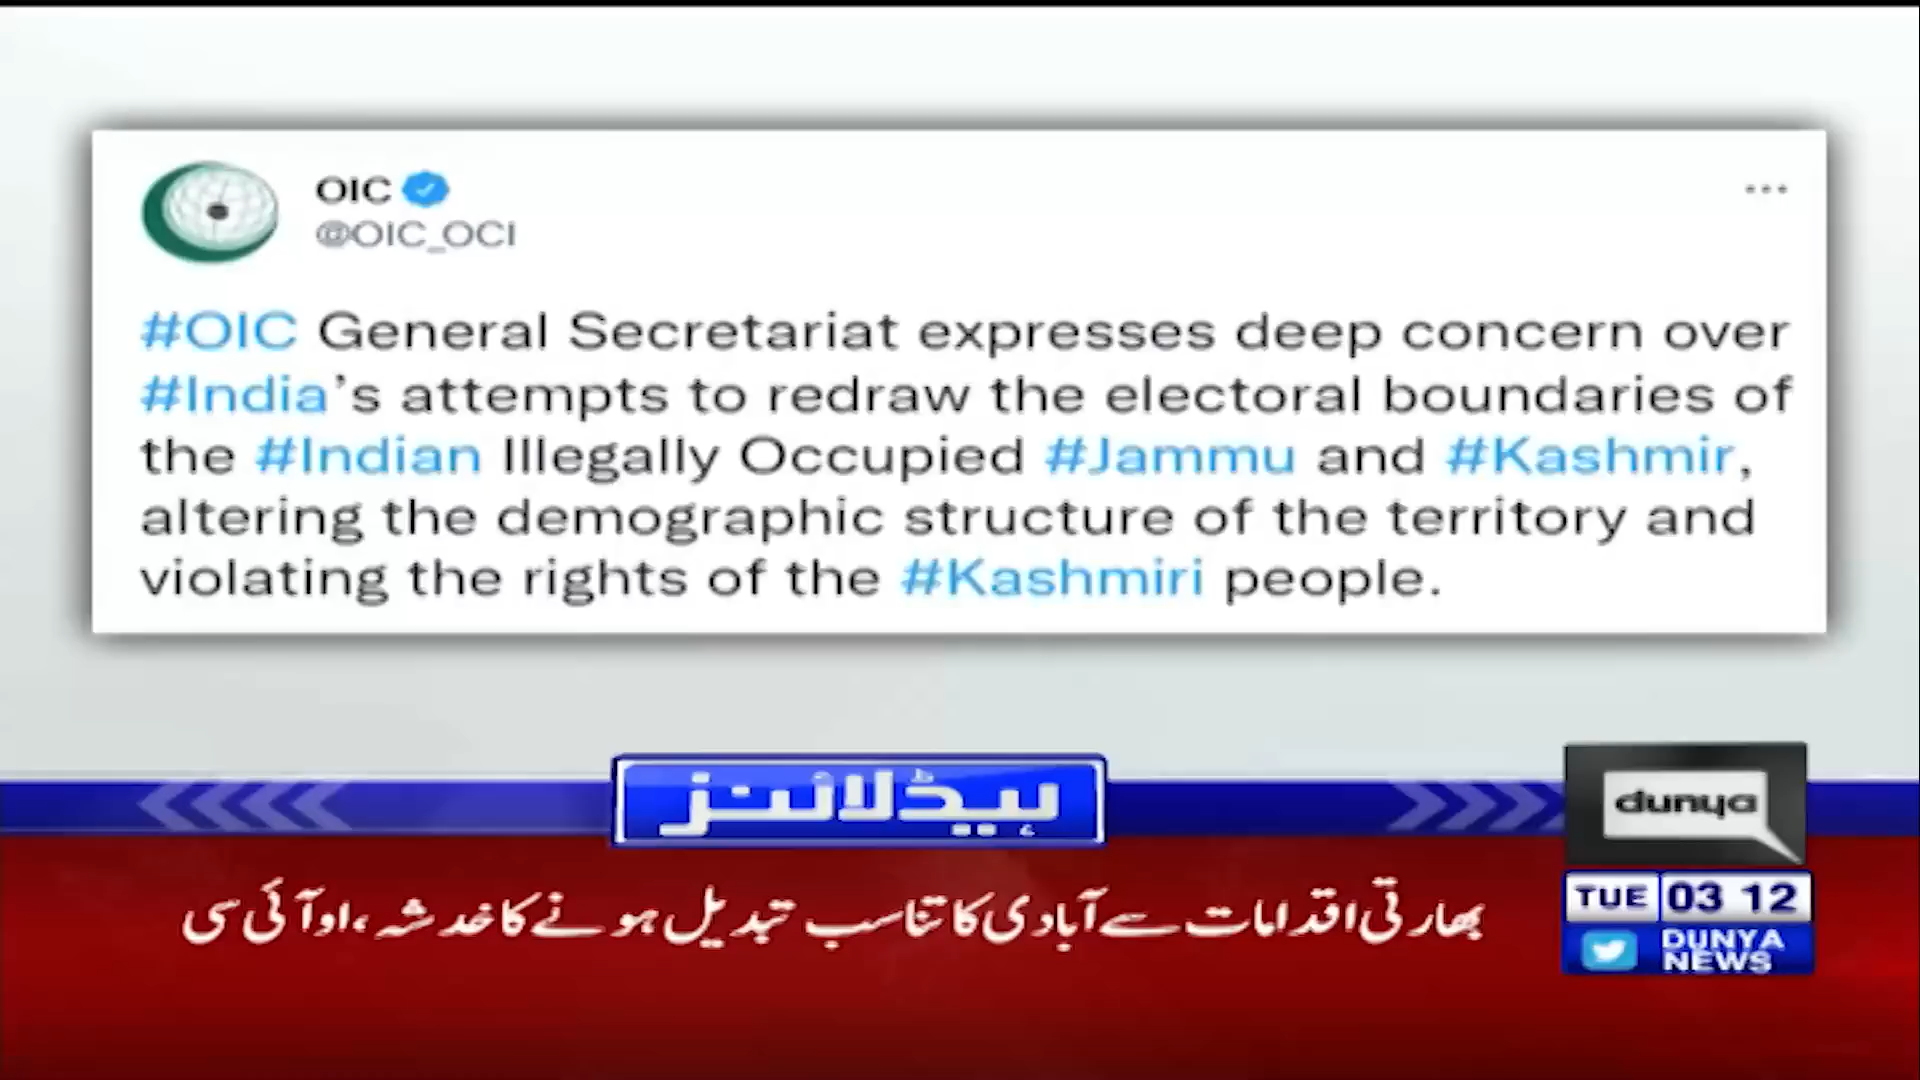 OIC
@OIC_OCI
#OIC General Secretariat expresses deep concern over
#India's attempts to redraw the electoral boundaries of
the #Indian Illegally Occupied #Jammu and #Kashmir,
altering the demographic structure of the territory and
violating the rights of the #Kashmiri people.
ہیڈلائنز
dunya
بھارتی اقدامات سے آبادی کا تناسب تبدیل ہونے کا خدشہ، او آئی سی
TUE 03 12
DUNYA
NEWS